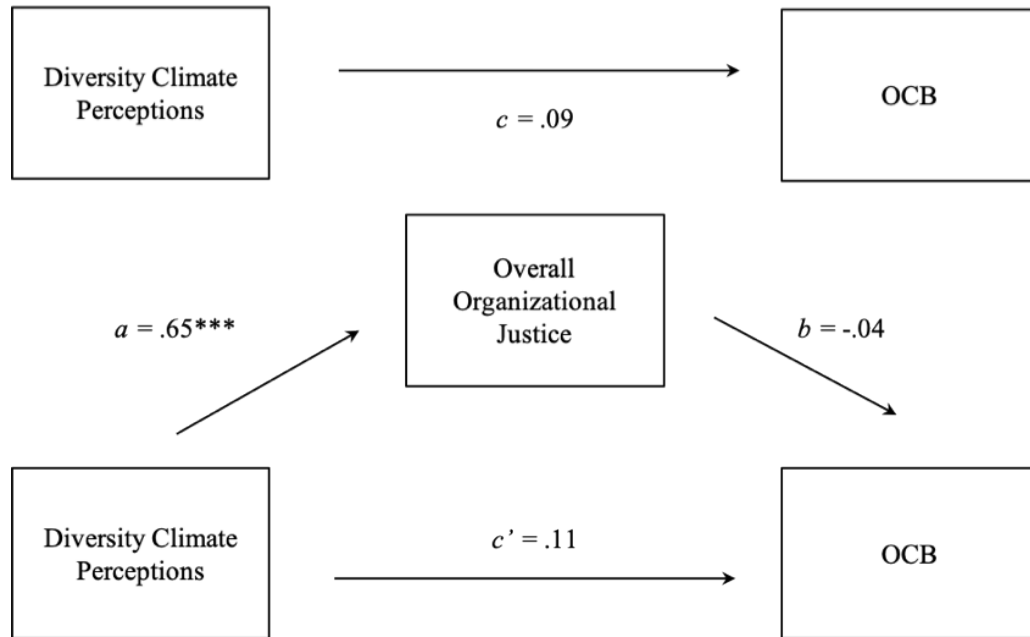 Diversity Climate
Perceptions
OCB
c = .09
Overall
Organizational
Justice
a = .65***
b = -.04
Diversity Climate
Perceptions
c’ = .11
OCB